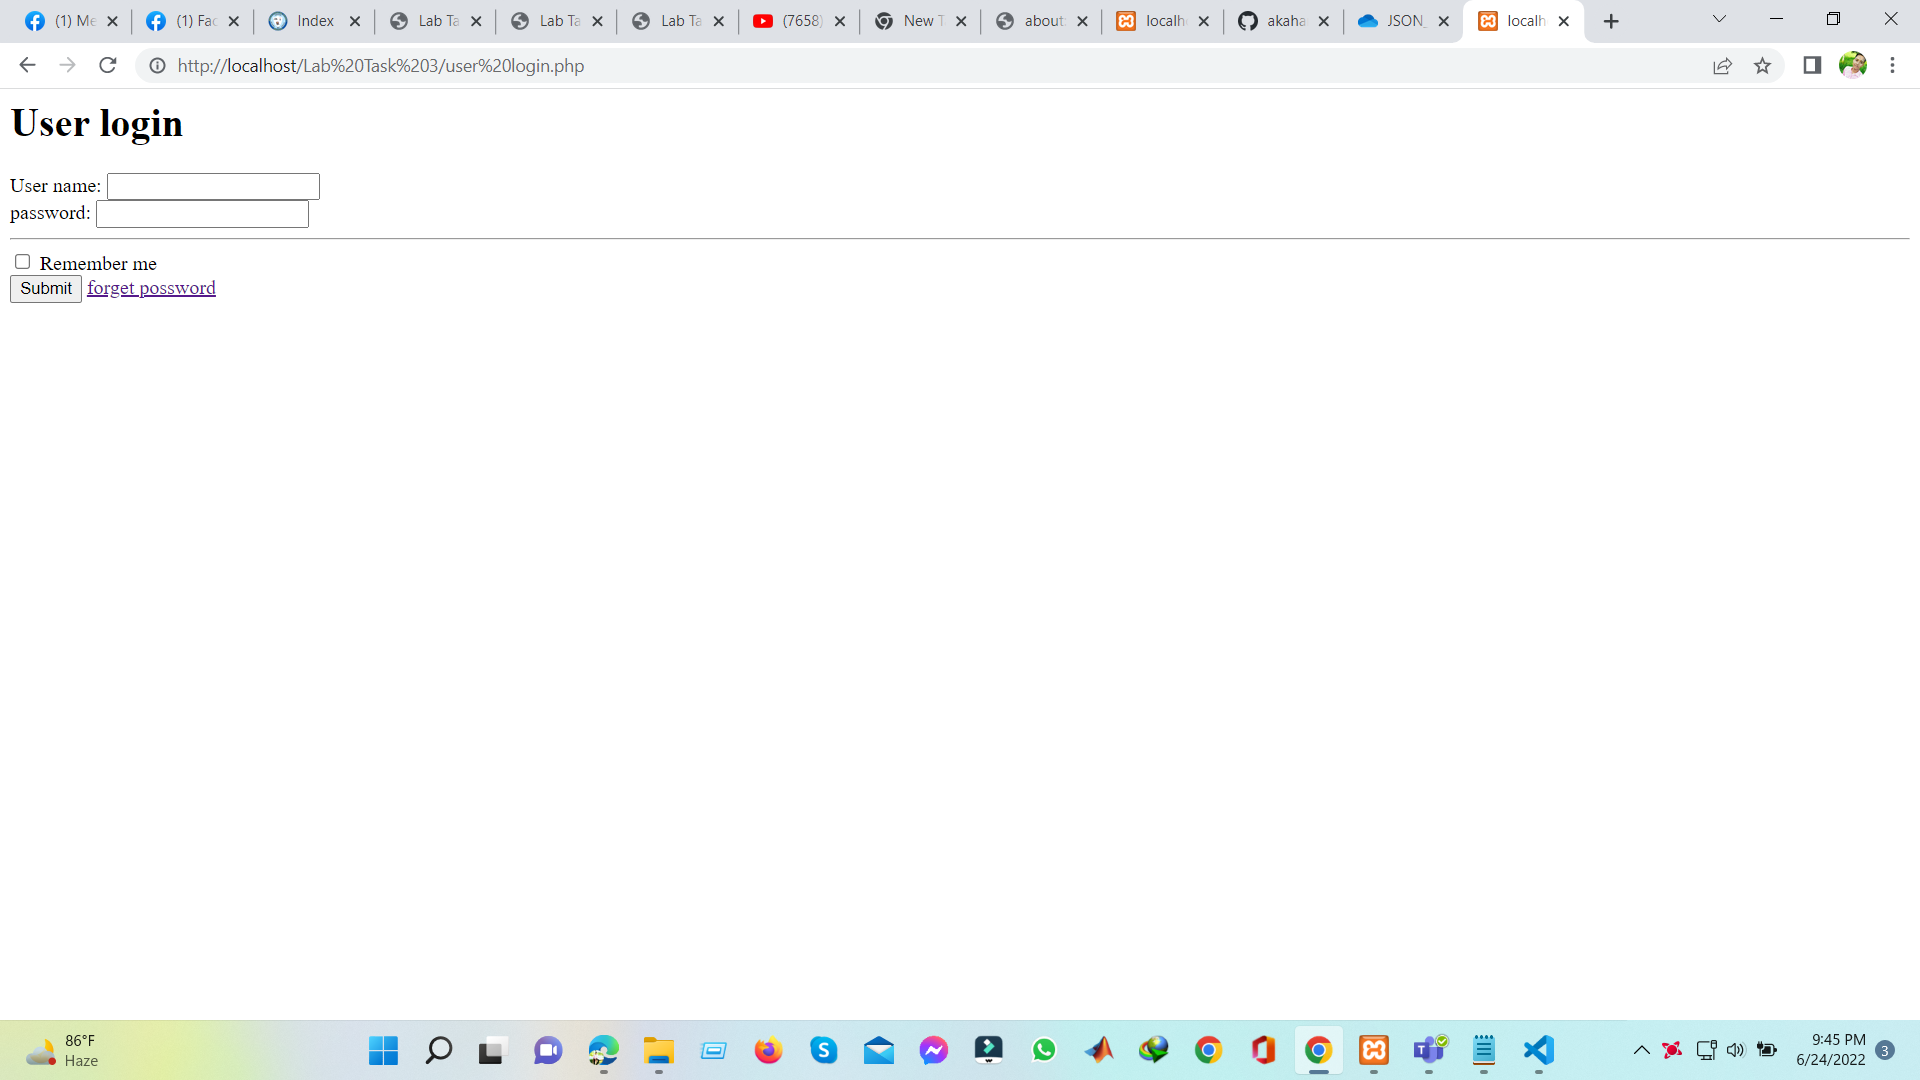 (1) Me
(1) Fac
Index
Lab Ta
Lab Ta
Lab Ta
(7658)
New T
about:
localh
akaha
JSON_
localh
http://localhost/Lab%20Task%203/user%20login.php
User login
User name:
password:
Remember me
Submit forget possword
86°F
Haze
9:45 PM
6/24/2022
3